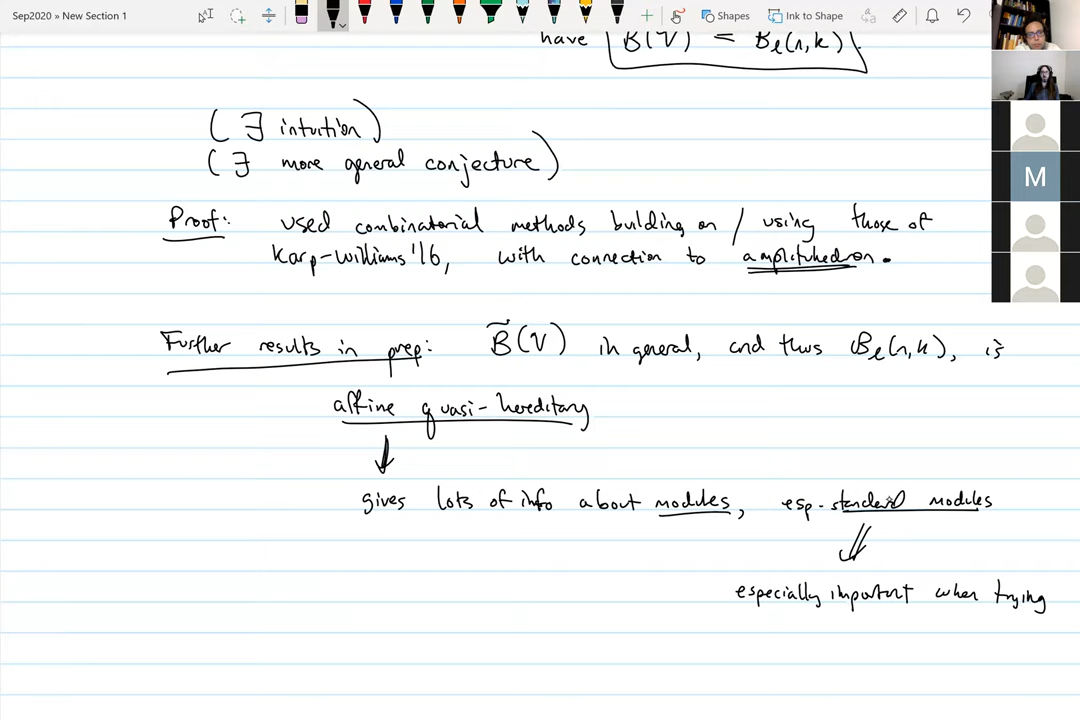 Sep2020 » New Section 1
Shapes
Ink to Shape
have B(V) = Bℓ(n,k)
(∃ intuition)
(∃ more general conjecture)
Proof: used combinatorial methods building on / using those of
Karp-Williams '16, with connection to amplituhedron.
M
Further results in prep: B̃(V) in general, and thus Bℓ(n,k), is
affine quasi-hereditary
gives lots of info about modules, esp. standard modules
especially important when trying